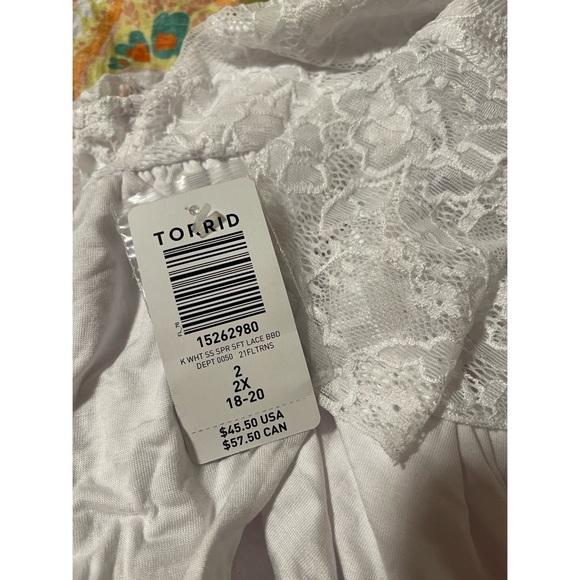 TORRID
FL_78
15262980
K WHT SS SPR SFT LACE BBD
DEPT 0050 21FLTRNS
2
2X
18-20
$45.50 USA
$57.50 CAN